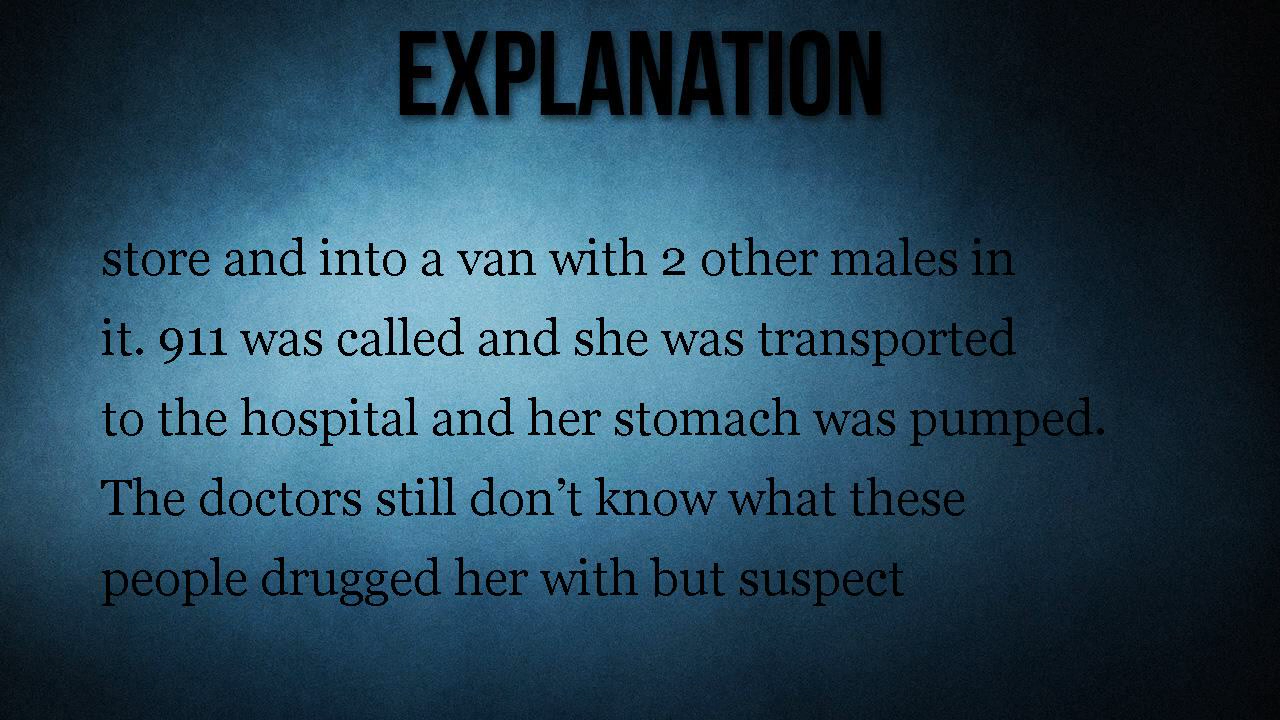 EXPLANATION
store and into a van with 2 other males in
it. 911 was called and she was transported
to the hospital and her stomach was pumped.
The doctors still don’t know what these
people drugged her with but suspect